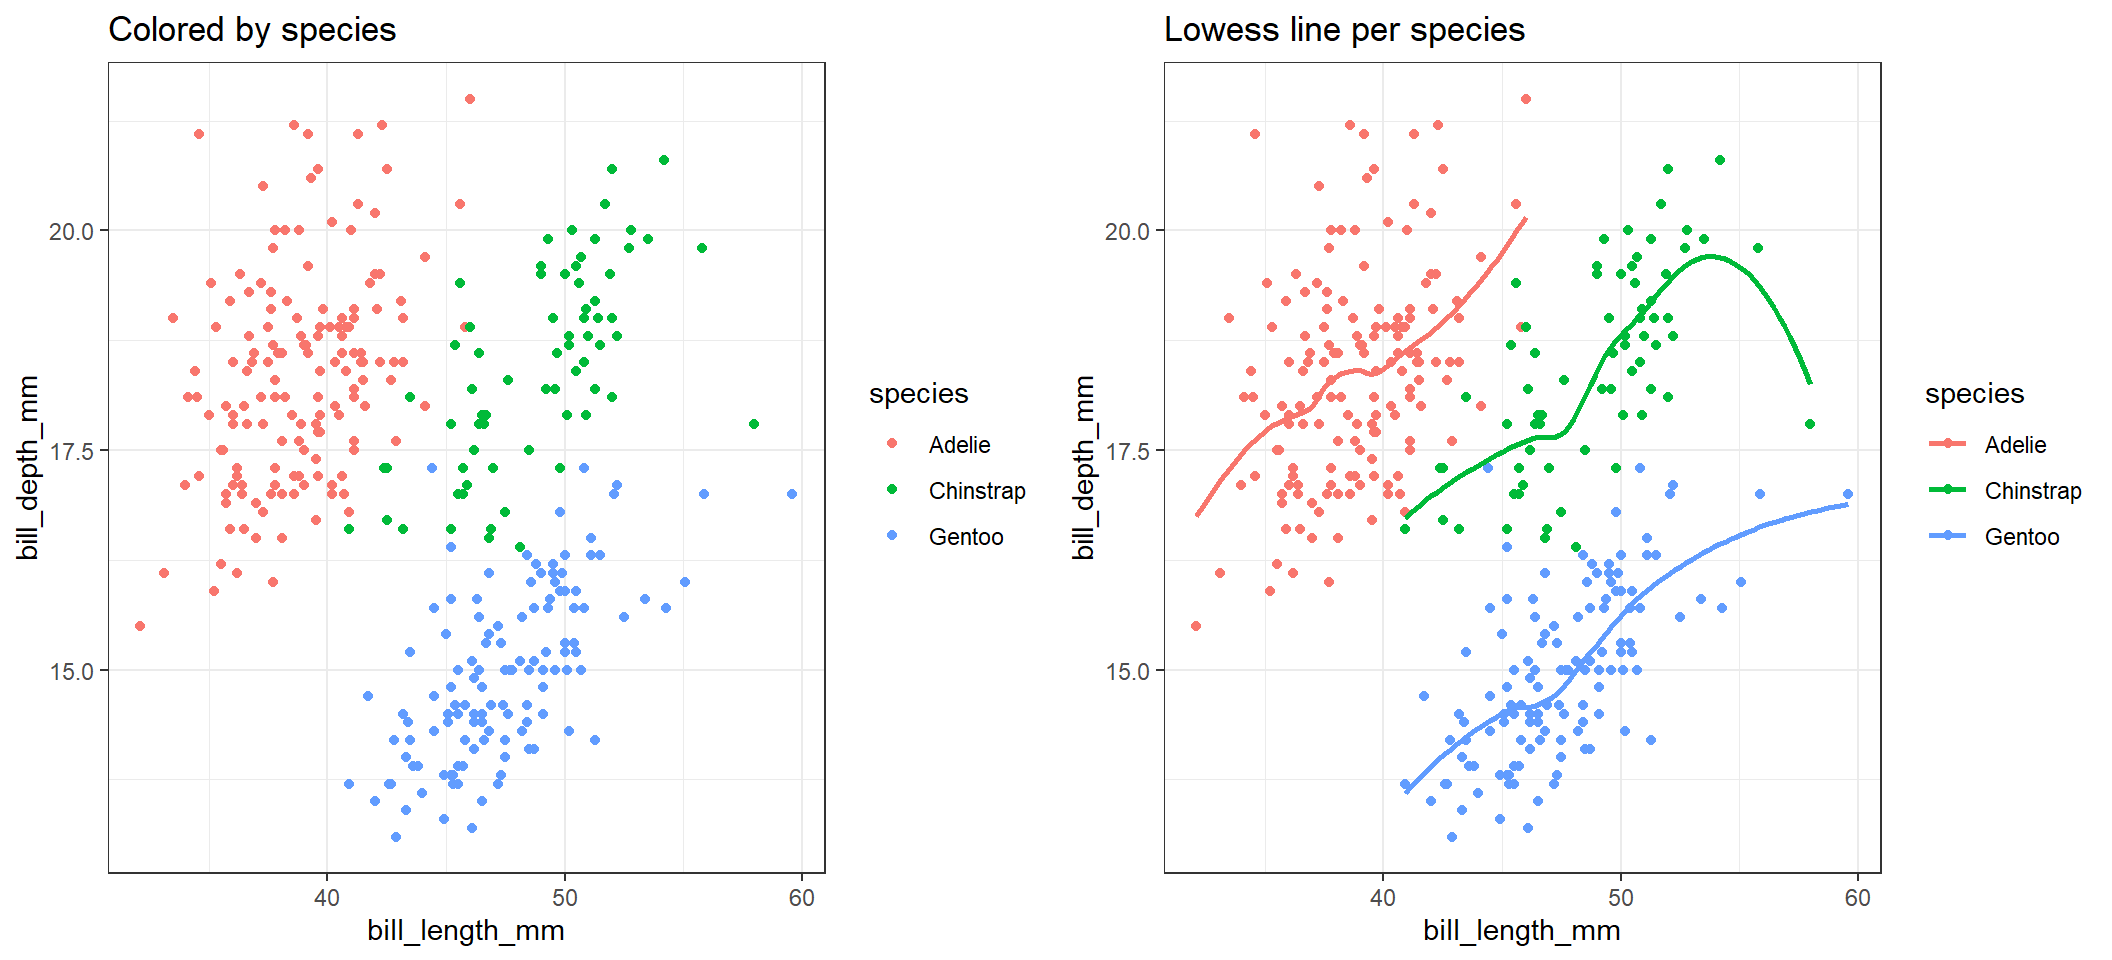 Colored by species
bill_depth_mm
20.0
17.5
15.0
40
50
60
bill_length_mm
species
Adelie
Chinstrap
Gentoo
Lowess line per species
bill_depth_mm
20.0
17.5
15.0
40
50
60
bill_length_mm
species
Adelie
Chinstrap
Gentoo